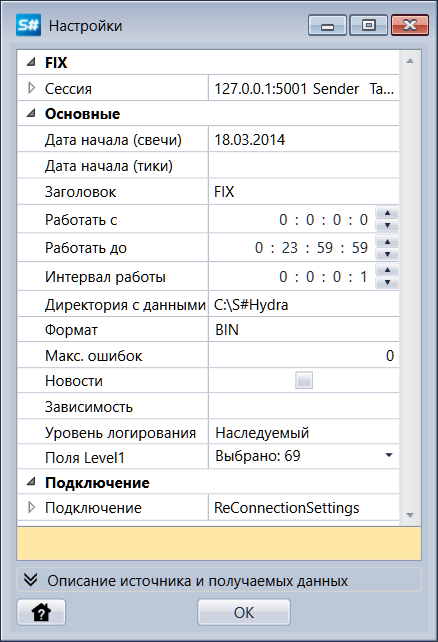 S# Настройки
FIX
Сессия 127.0.0.1:5001 Sender Ta...
Основные
Дата начала (свечи) 18.03.2014
Дата начала (тики)
Заголовок FIX
Работать с 0 : 0 : 0 : 0
Работать до 0 : 23 : 59 : 59
Интервал работы 0 : 0 : 0 : 1
Директория с данными C:\S#Hydra
Формат BIN
Макс. ошибок 0
Новости
Зависимость
Уровень логирования Наследуемый
Поля Level1 Выбрано: 69
Подключение
Подключение ReConnectionSettings
Описание источника и получаемых данных
OK